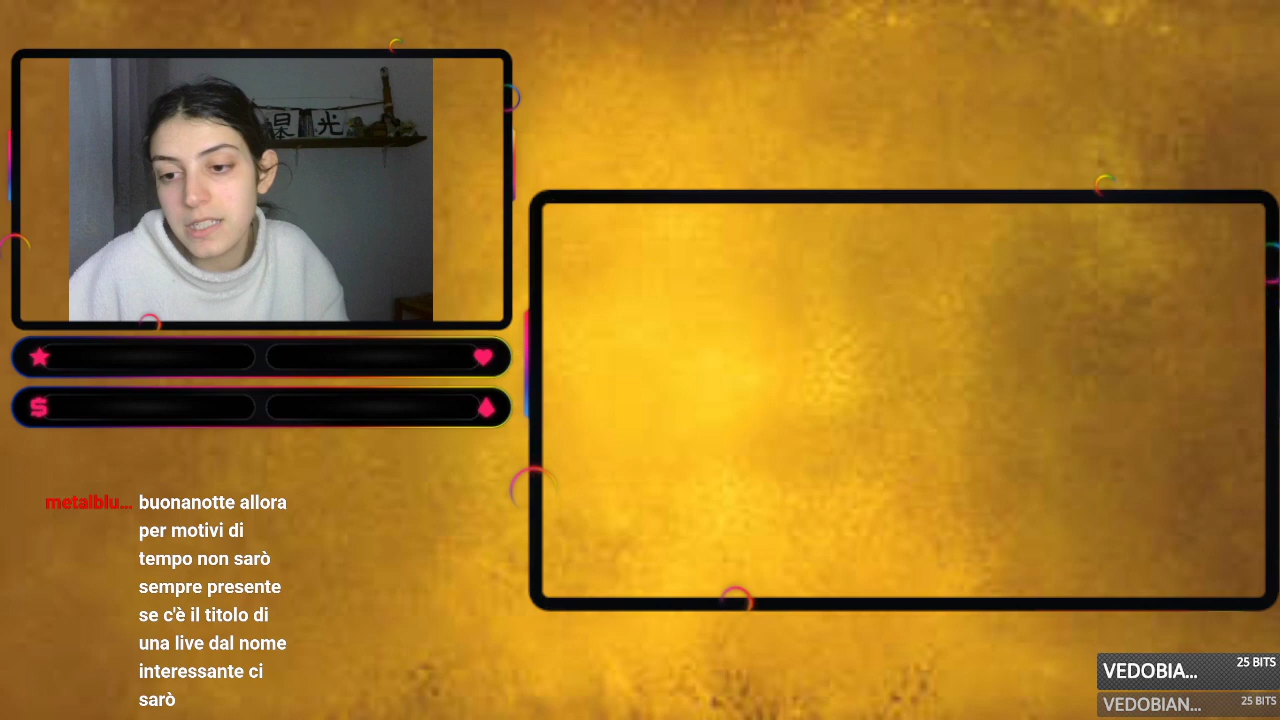 暴 光
metalblu... buonanotte allora
per motivi di
tempo non sarò
sempre presente
se c'è il titolo di
una live dal nome
interessante ci
sarò
VEDOBIA... 25 BITS
VEDOBIAN... 25 BITS